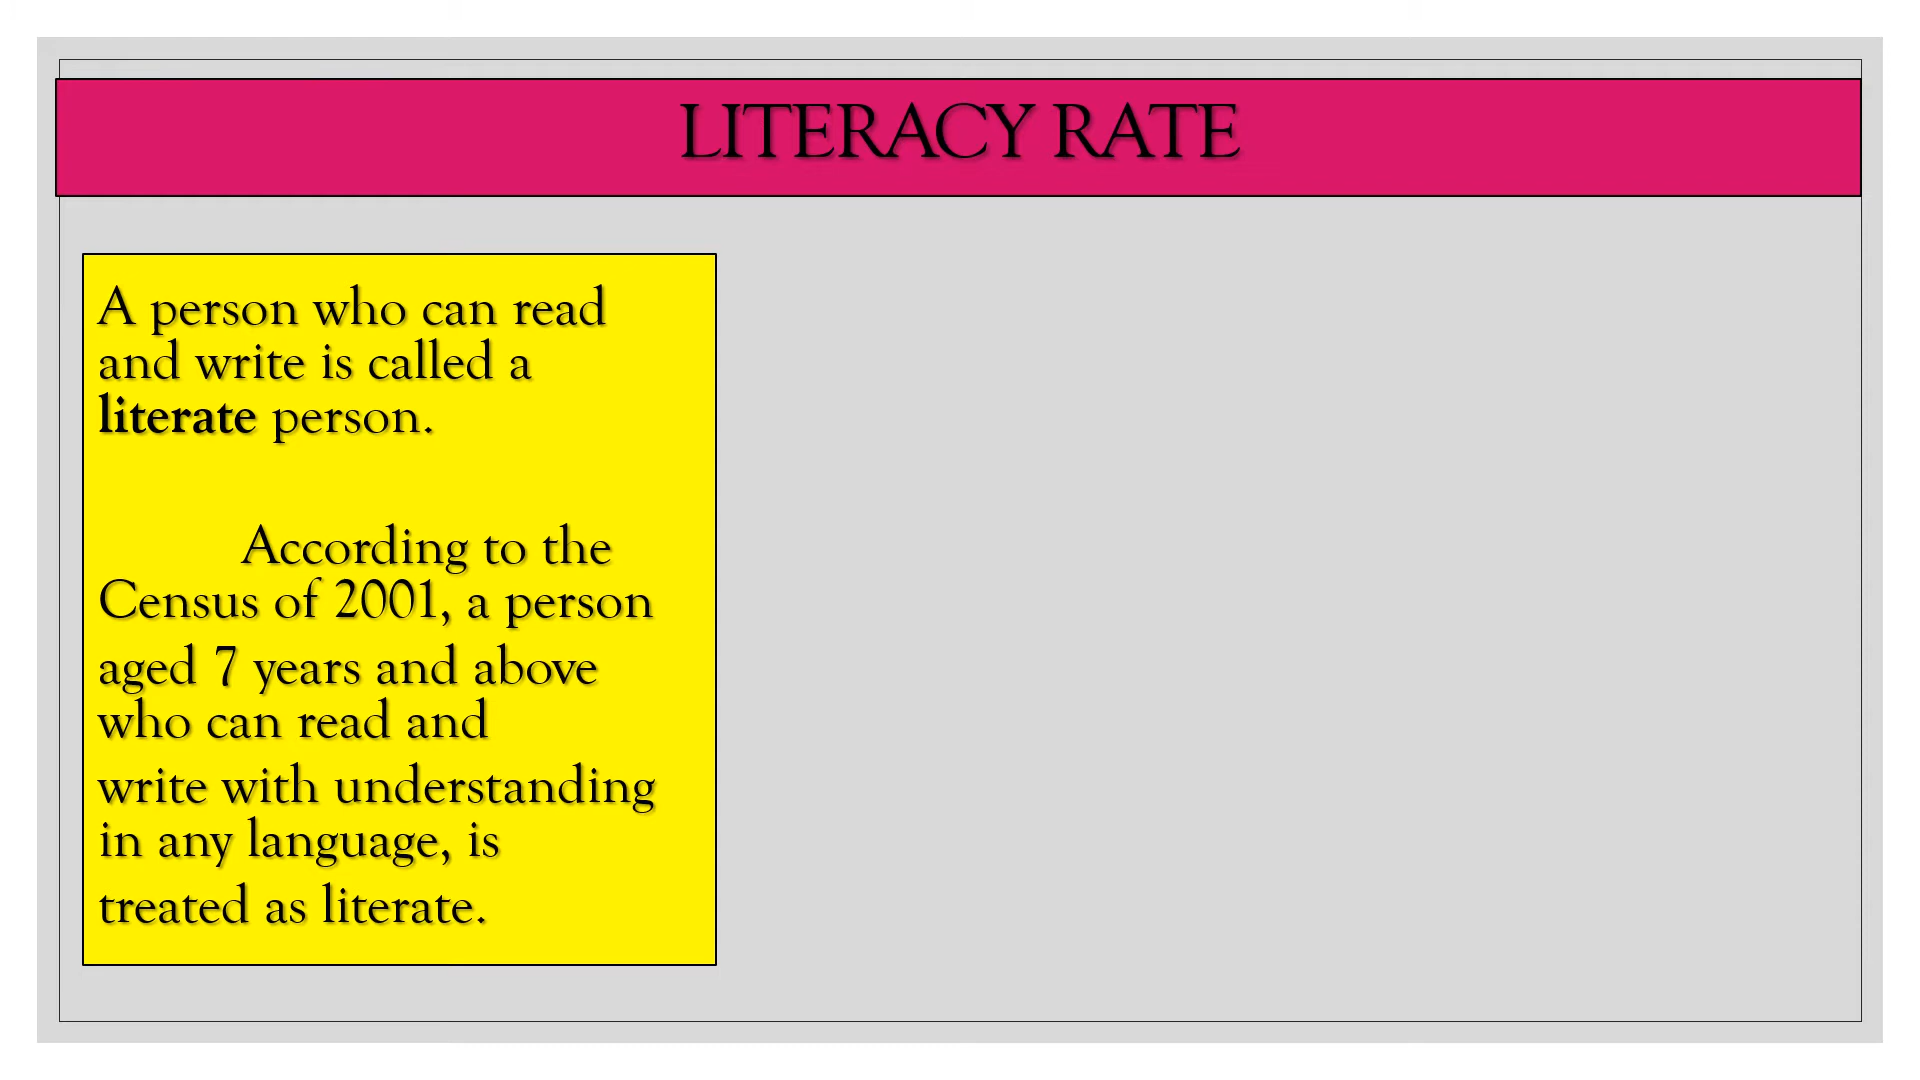 LITERACY RATE
A person who can read
and write is called a
literate person.
According to the
Census of 2001, a person
aged 7 years and above
who can read and
write with understanding
in any language, is
treated as literate.